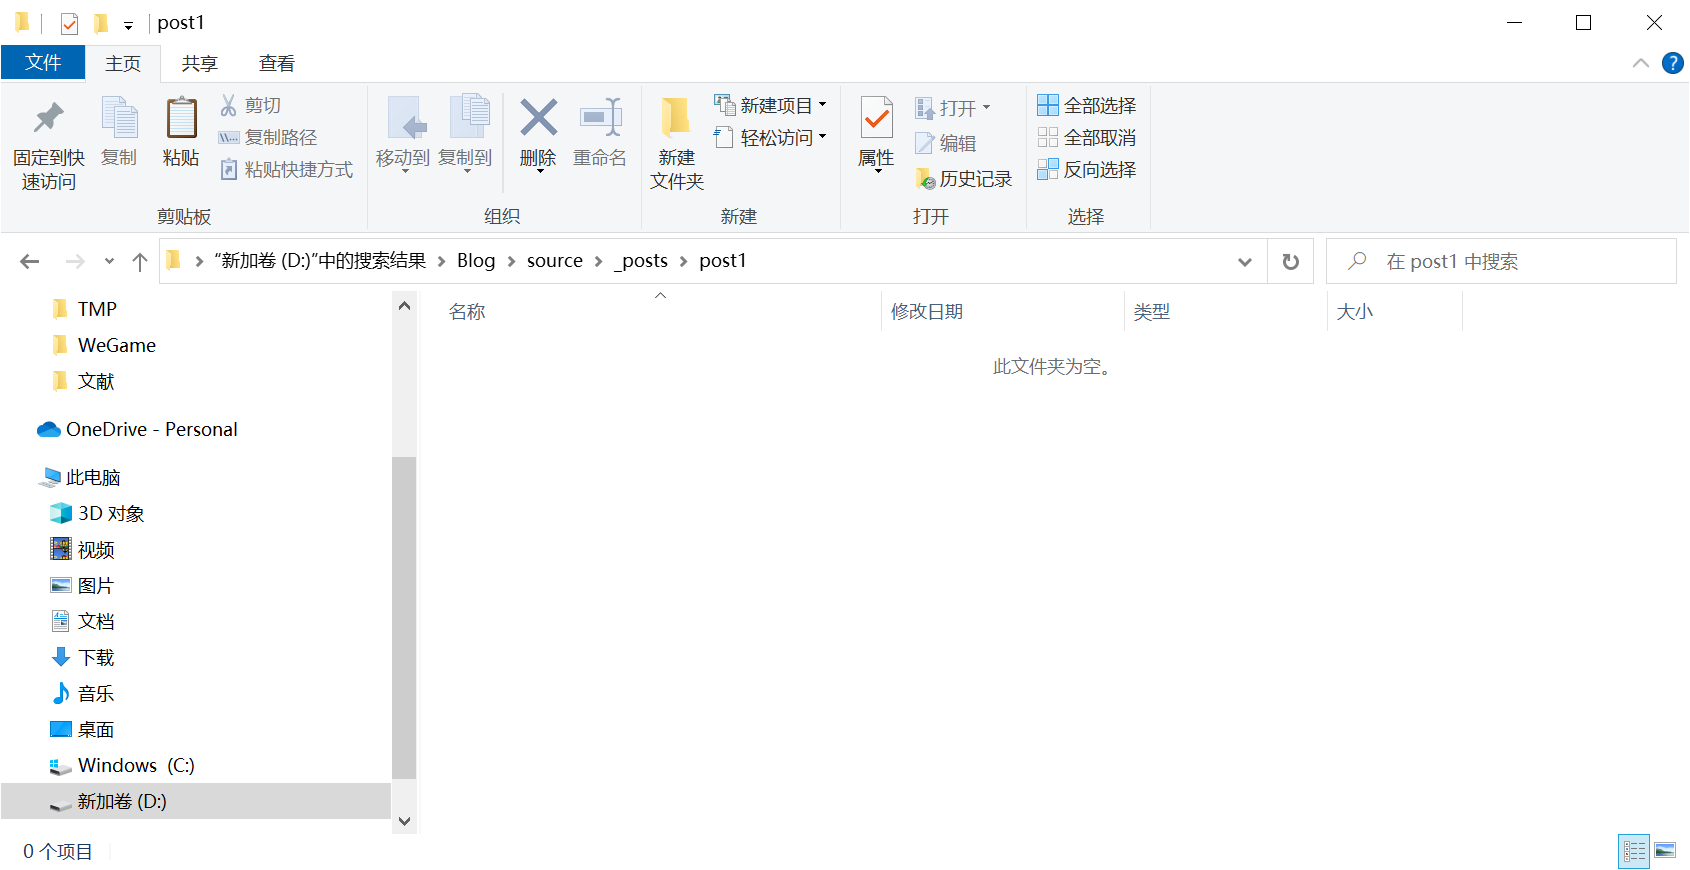 post1
文件 主页 共享 查看
固定到快
速访问
复制
粘贴
剪切
复制路径
粘贴快捷方式
剪贴板
移动到
复制到
删除
重命名
组织
新建
文件夹
新建项目
轻松访问
新建
属性
打开
编辑
历史记录
打开
全部选择
全部取消
反向选择
选择
“新加卷 (D:)”中的搜索结果 Blog source _posts post1
在 post1 中搜索
TMP
WeGame
文献
OneDrive - Personal
此电脑
3D 对象
视频
图片
文档
下载
音乐
桌面
Windows (C:)
新加卷 (D:)
名称 修改日期 类型 大小
此文件夹为空。
0 个项目